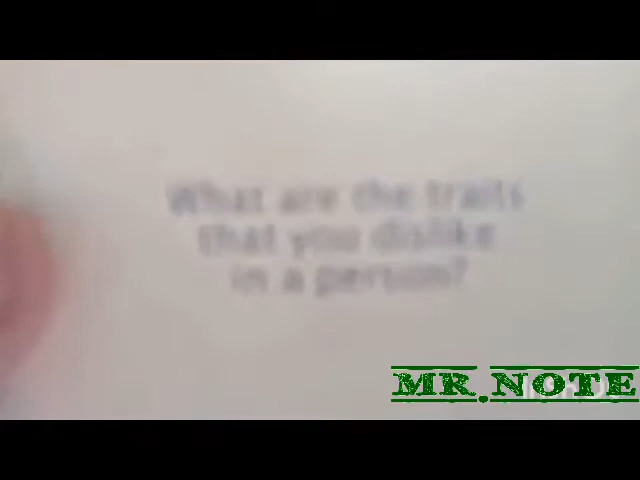 What are the traits
that you dislike
in a person?
MR.NOTE